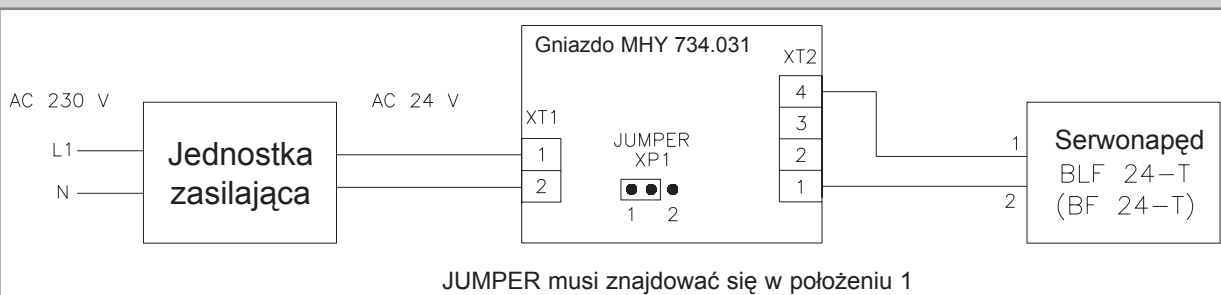 Gniazdo MHY 734.031
XT2
AC 230 V
AC 24 V
L1
N
Jednostka
zasilająca
XT1
1
2
JUMPER
XP1
1 2
4
3
2
1
1
2
Serwonapęd
BLF 24-T
(BF 24-T)
JUMPER musi znajdować się w położeniu 1